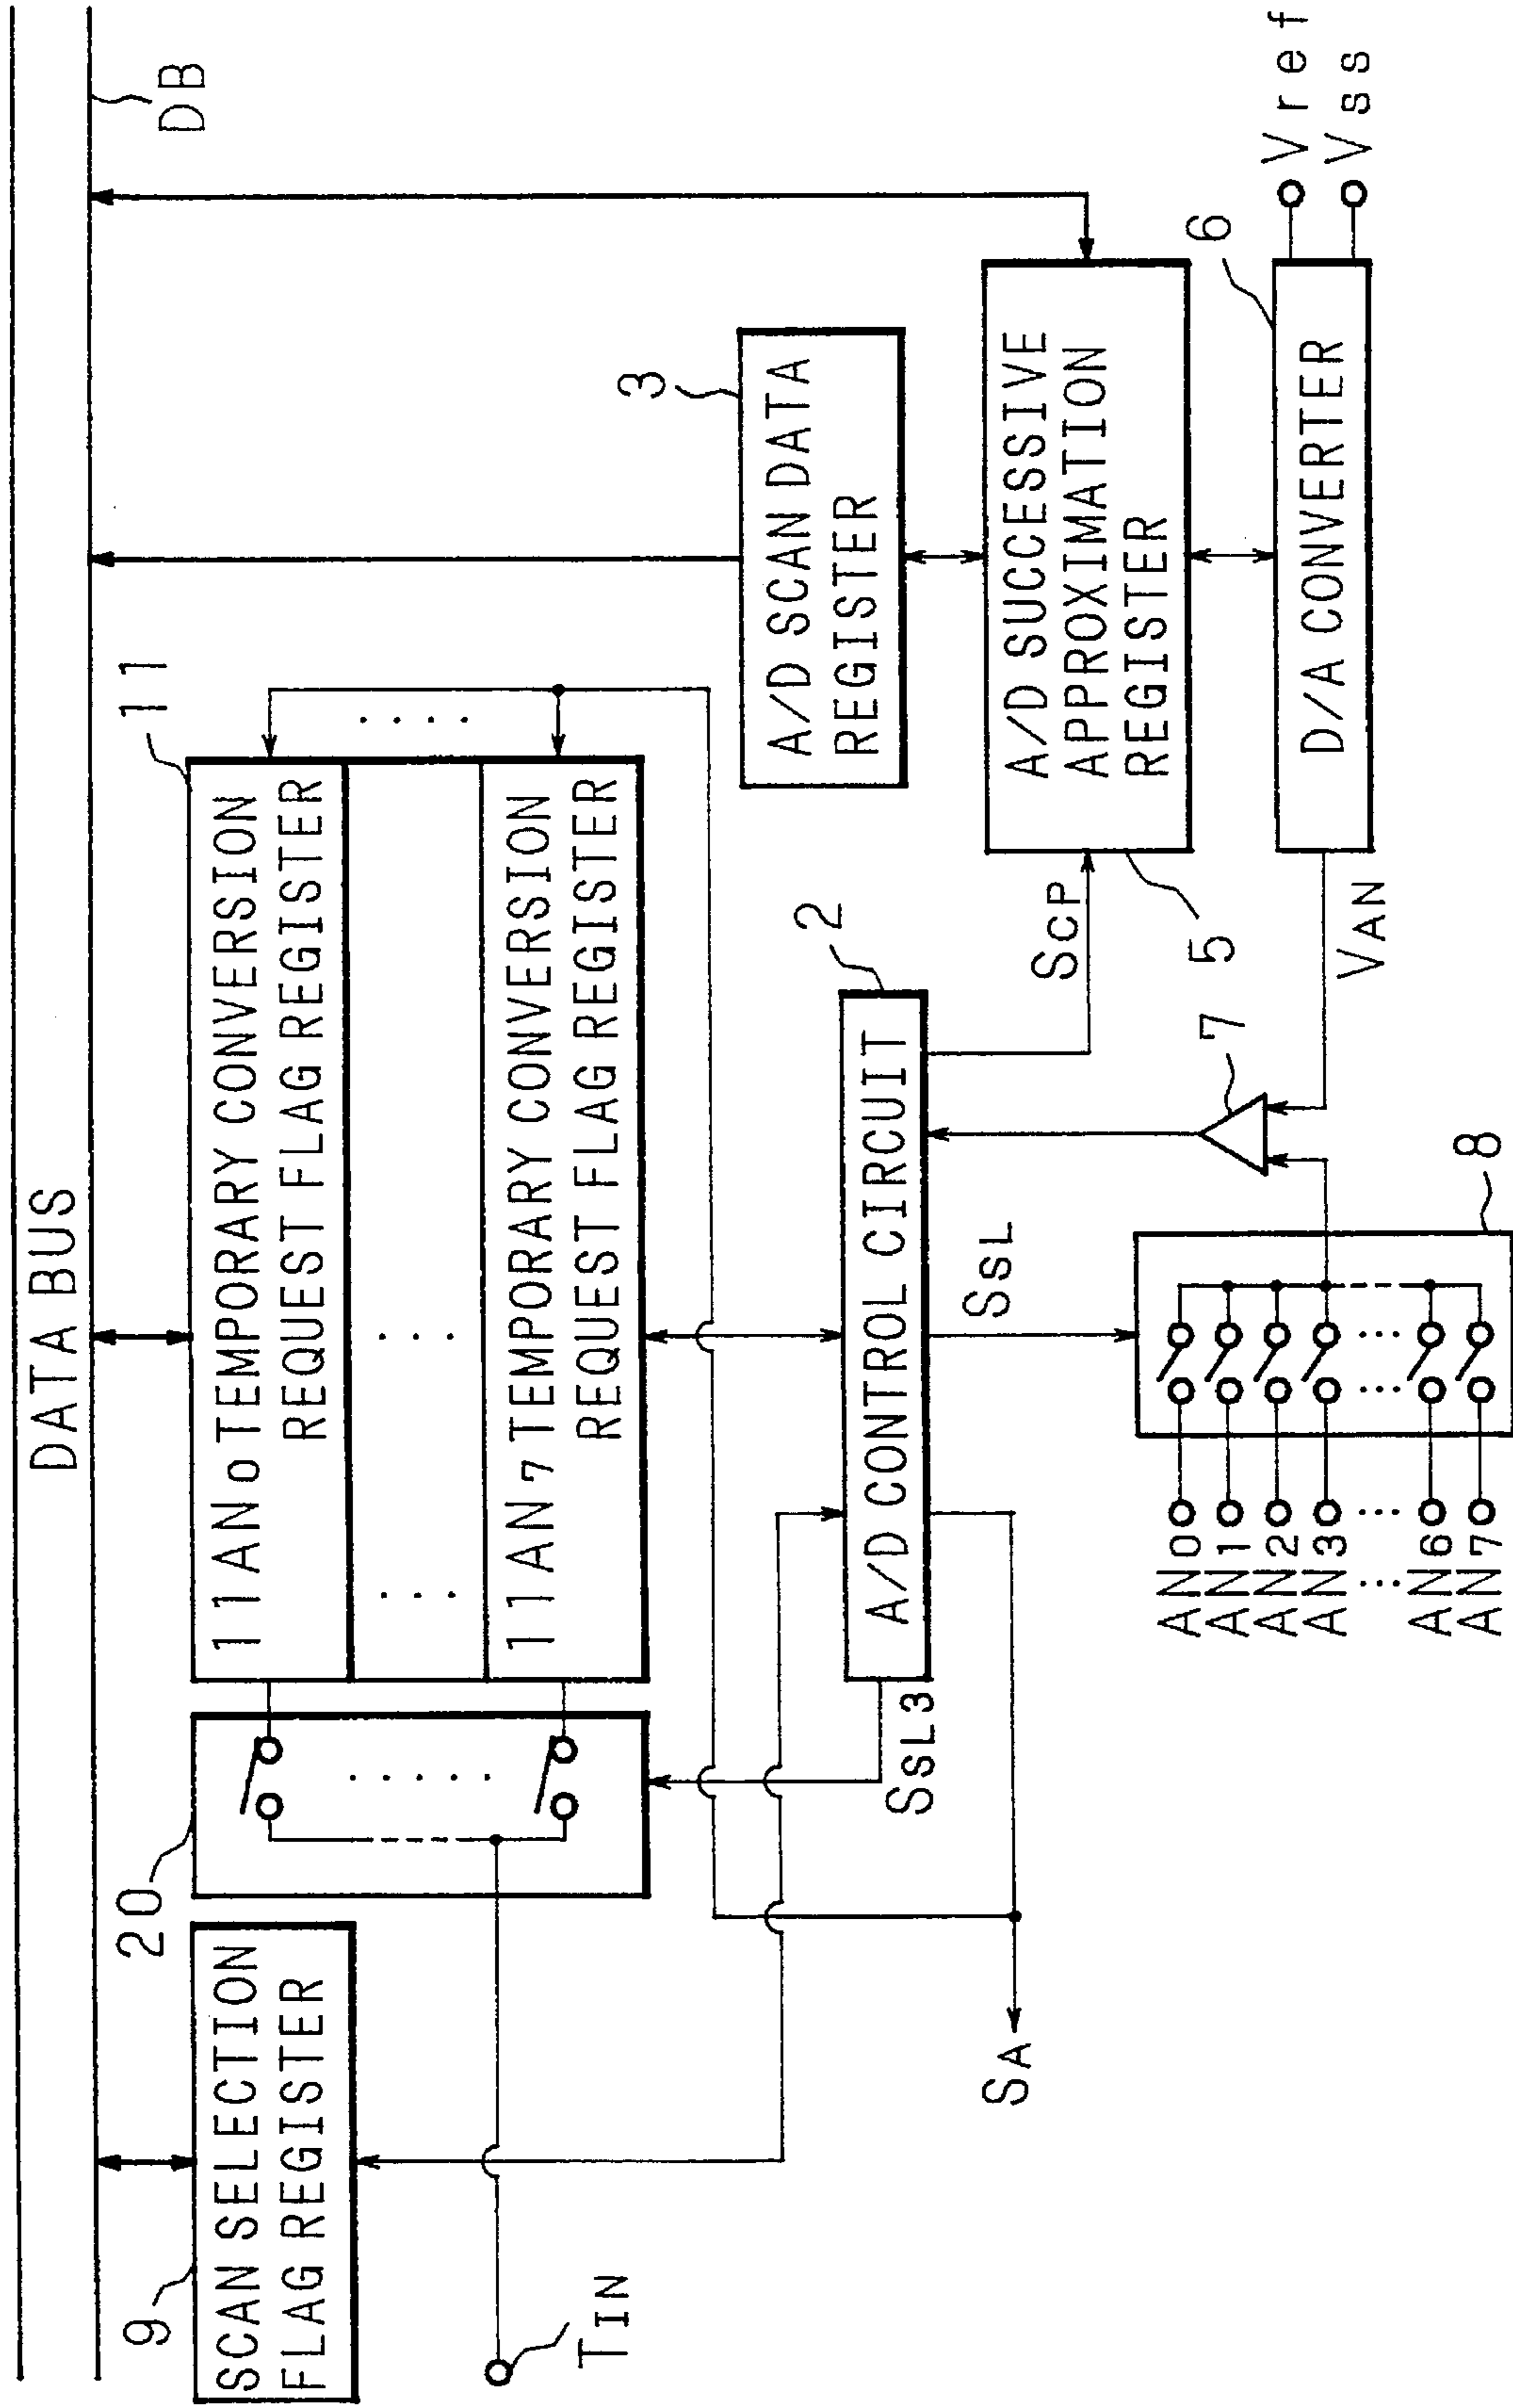 DATA BUS
DB
9
SCAN SELECTION
FLAG REGISTER
20
11
11AN0 TEMPORARY CONVERSION
REQUEST FLAG REGISTER
.....
....
...
...
....
11AN7 TEMPORARY CONVERSION
REQUEST FLAG REGISTER
TIN
3
A/D SCAN DATA
REGISTER
2
A/D CONTROL CIRCUIT
SSL3
SA
SSL
SCP
5
A/D SUCCESSIVE
APPROXIMATION
REGISTER
6
D/A CONVERTER
Vref
Vss
VAN
7
8
AN0
AN1
AN2
AN3
... ... ...
AN6
AN7